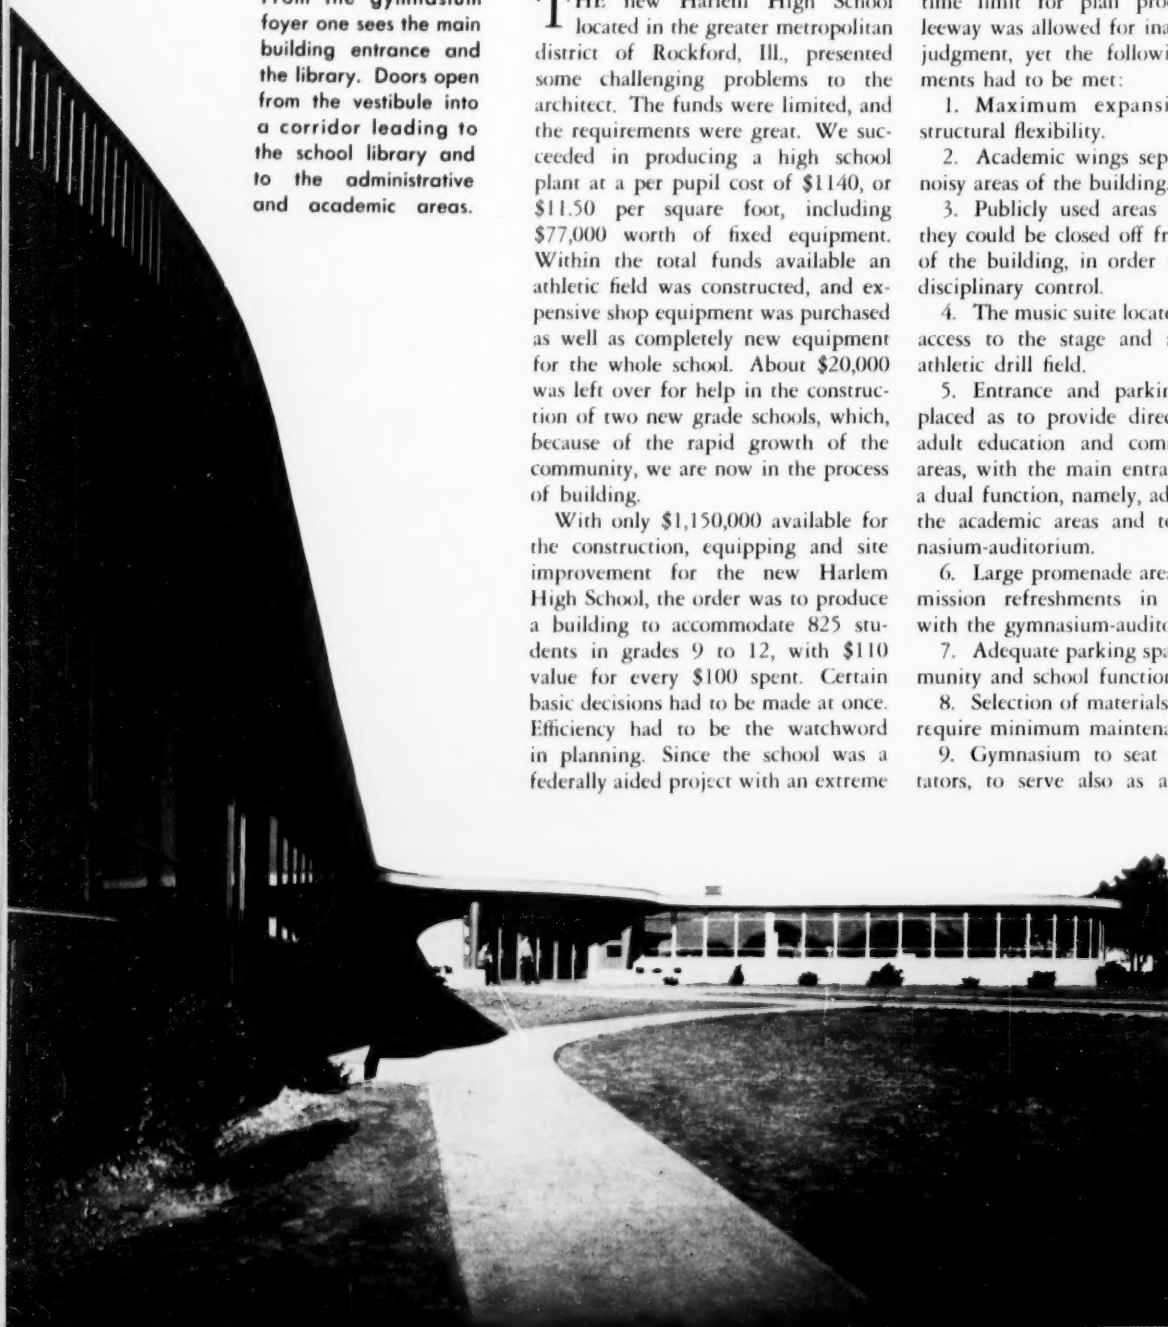 From the gymnasium
foyer one sees the main
building entrance and
the library. Doors open
from the vestibule into
a corridor leading to
the school library and
to the administrative
and academic areas.
THE new Harlem High School
located in the greater metropolitan
district of Rockford, Ill., presented
some challenging problems to the
architect. The funds were limited, and
the requirements were great. We suc-
ceeded in producing a high school
plant at a per pupil cost of $1140, or
$11.50 per square foot, including
$77,000 worth of fixed equipment.
Within the total funds available an
athletic field was constructed, and ex-
pensive shop equipment was purchased
as well as completely new equipment
for the whole school. About $20,000
was left over for help in the construc-
tion of two new grade schools, which,
because of the rapid growth of the
community, we are now in the process
of building.
With only $1,150,000 available for
the construction, equipping and site
improvement for the new Harlem
High School, the order was to produce
a building to accommodate 825 stu-
dents in grades 9 to 12, with $110
value for every $100 spent. Certain
basic decisions had to be made at once.
Efficiency had to be the watchword
in planning. Since the school was a
federally aided project with an extreme
time limit for plan
leeway was allowed for
judgment, yet the
ments had to be met:
1. Maximum
structural flexibility.
2. Academic wings
noisy areas of the building.
3. Publicly used areas
they could be closed off
of the building, in order
disciplinary control.
4. The music suite
access to the stage and
athletic drill field.
5. Entrance and
placed as to provide
adult education and
areas, with the main
a dual function, namely,
the academic areas and
nasium-auditorium.
6. Large promenade
mission refreshments in
with the
7. Adequate parking
munity and school
8. Selection of materials
require minimum
9. Gymnasium to seat
tators, to serve also as a